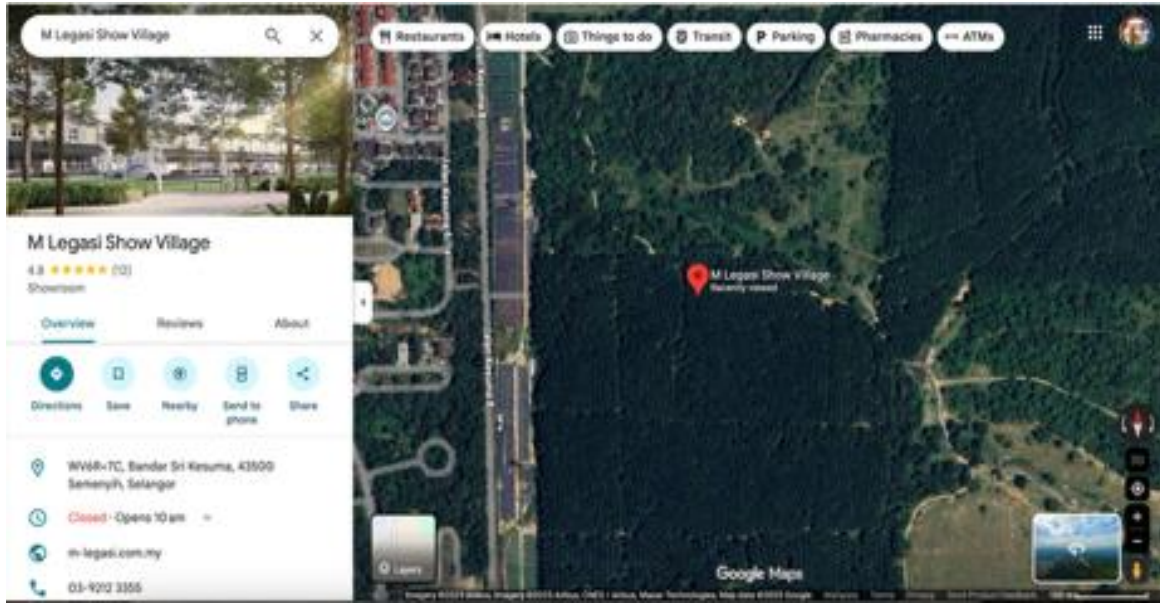 M Legasi Show Village
Restaurants
Hotels
Things to do
Transit
P Parking
Pharmacies
ATMs
M Legasi Show Village
4.8 (12)
Showroom
Overview
Reviews
About
Directions
Save
Nearby
Send to
phone
Share
WV6R+7C, Bandar Sri Kesuma, 43500
Semenyih, Selangor
Closed · Opens 10 am
m-legasi.com.my
03-9212 3355
M Legasi Show Village
Recently viewed
Layers
Google Maps